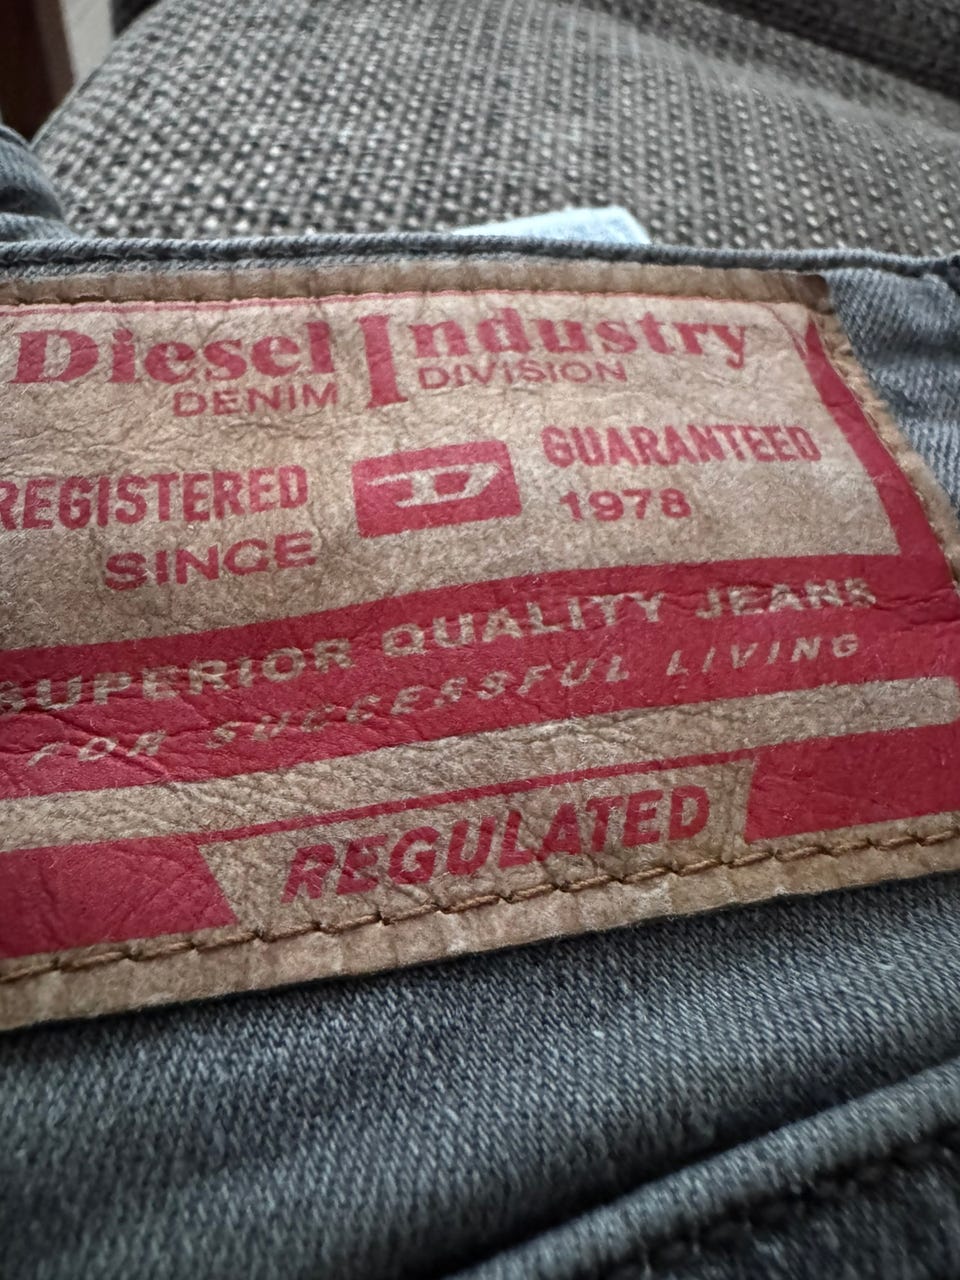 Diesel Industry
DENIM DIVISION
REGISTERED D GUARANTEED
SINCE 1978
SUPERIOR QUALITY JEANS
FOR SUCCESSFUL LIVING
REGULATED